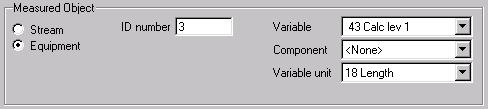 Measured Object
Stream ID number 3 Variable 43 Calc lev 1
Equipment Component <None>
Variable unit 18 Length